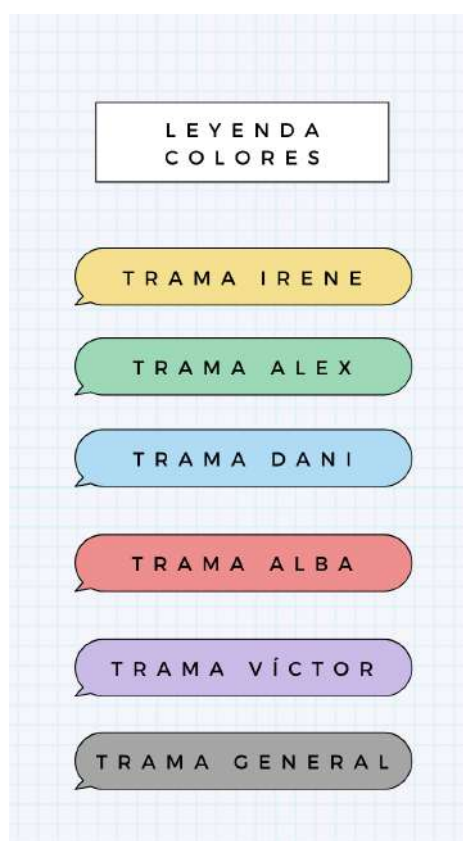 LEYENDA
COLORES
TRAMA IRENE
TRAMA ALEX
TRAMA DANI
TRAMA ALBA
TRAMA VÍCTOR
TRAMA GENERAL